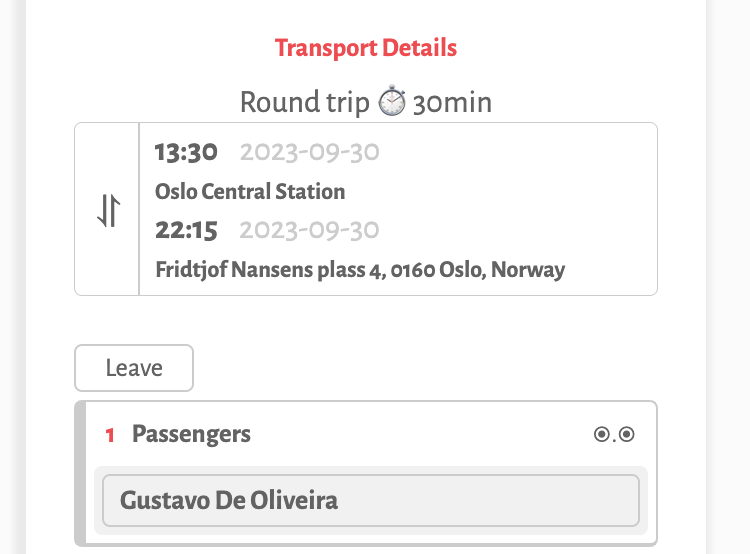 Transport Details
Round trip ⏱ 30min
13:30 2023-09-30
Oslo Central Station
22:15 2023-09-30
Fridtjof Nansens plass 4, 0160 Oslo, Norway
Leave
1 Passengers
Gustavo De Oliveira